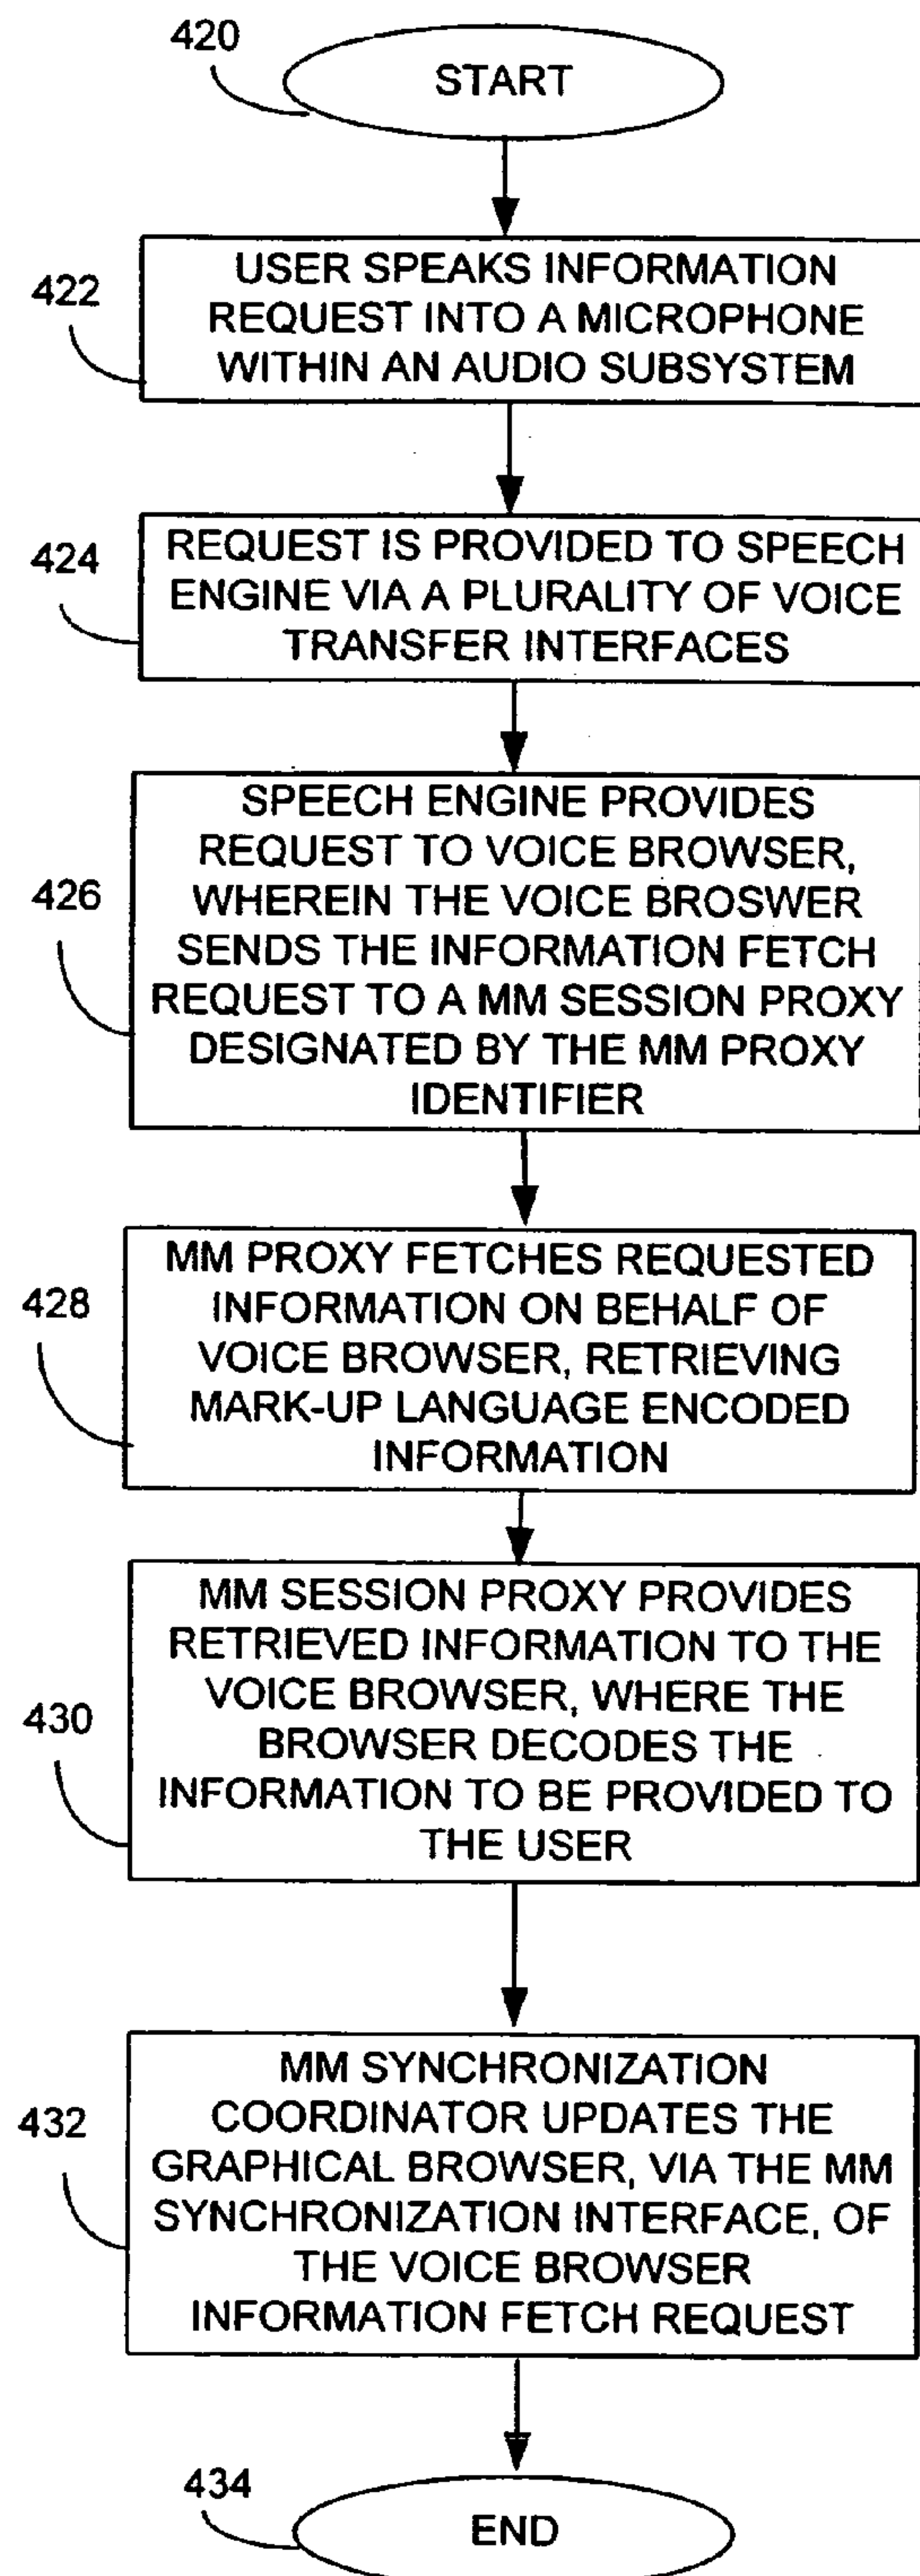 420
START
422
USER SPEAKS INFORMATION
REQUEST INTO A MICROPHONE
WITHIN AN AUDIO SUBSYSTEM
424
REQUEST IS PROVIDED TO SPEECH
ENGINE VIA A PLURALITY OF VOICE
TRANSFER INTERFACES
426
SPEECH ENGINE PROVIDES
REQUEST TO VOICE BROWSER,
WHEREIN THE VOICE BROSWER
SENDS THE INFORMATION FETCH
REQUEST TO A MM SESSION PROXY
DESIGNATED BY THE MM PROXY
IDENTIFIER
428
MM PROXY FETCHES REQUESTED
INFORMATION ON BEHALF OF
VOICE BROWSER, RETRIEVING
MARK-UP LANGUAGE ENCODED
INFORMATION
430
MM SESSION PROXY PROVIDES
RETRIEVED INFORMATION TO THE
VOICE BROWSER, WHERE THE
BROWSER DECODES THE
INFORMATION TO BE PROVIDED TO
THE USER
432
MM SYNCHRONIZATION
COORDINATOR UPDATES THE
GRAPHICAL BROWSER, VIA THE MM
SYNCHRONIZATION INTERFACE, OF
THE VOICE BROWSER
INFORMATION FETCH REQUEST
434
END